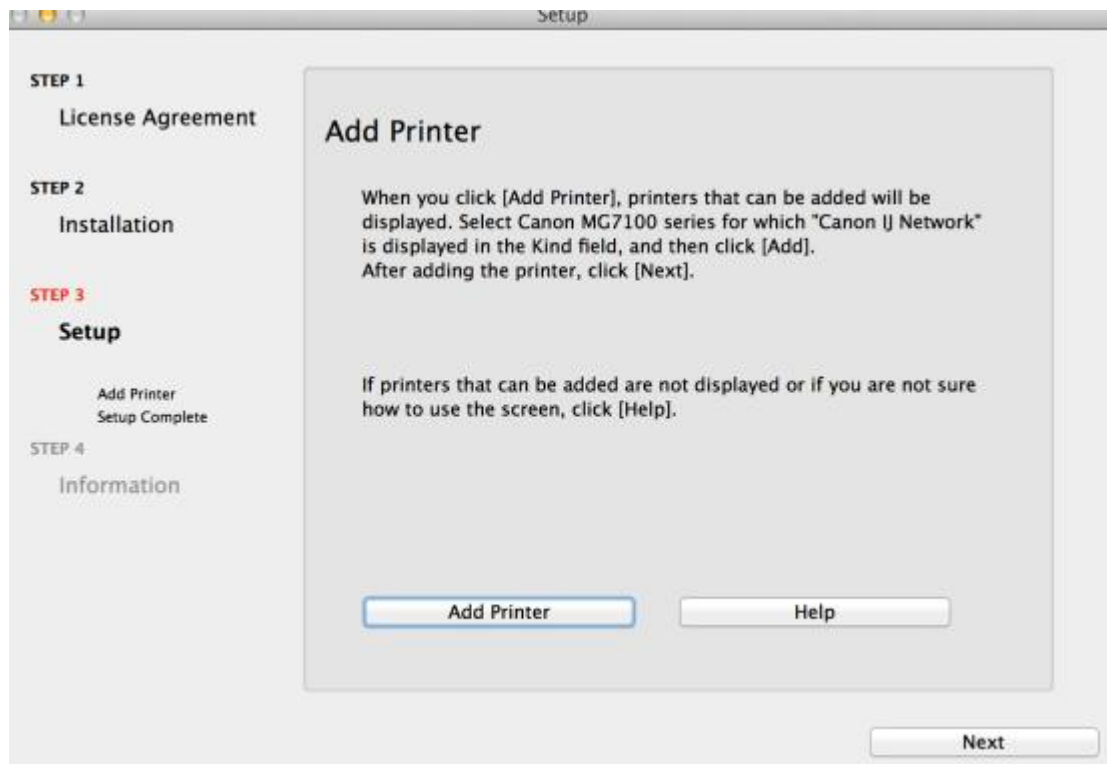 Setup
STEP 1
License Agreement
STEP 2
Installation
STEP 3
Setup
Add Printer
Setup Complete
STEP 4
Information
Add Printer
When you click [Add Printer], printers that can be added will be
displayed. Select Canon MG7100 series for which "Canon IJ Network"
is displayed in the Kind field, and then click [Add].
After adding the printer, click [Next].
If printers that can be added are not displayed or if you are not sure
how to use the screen, click [Help].
Add Printer
Help
Next